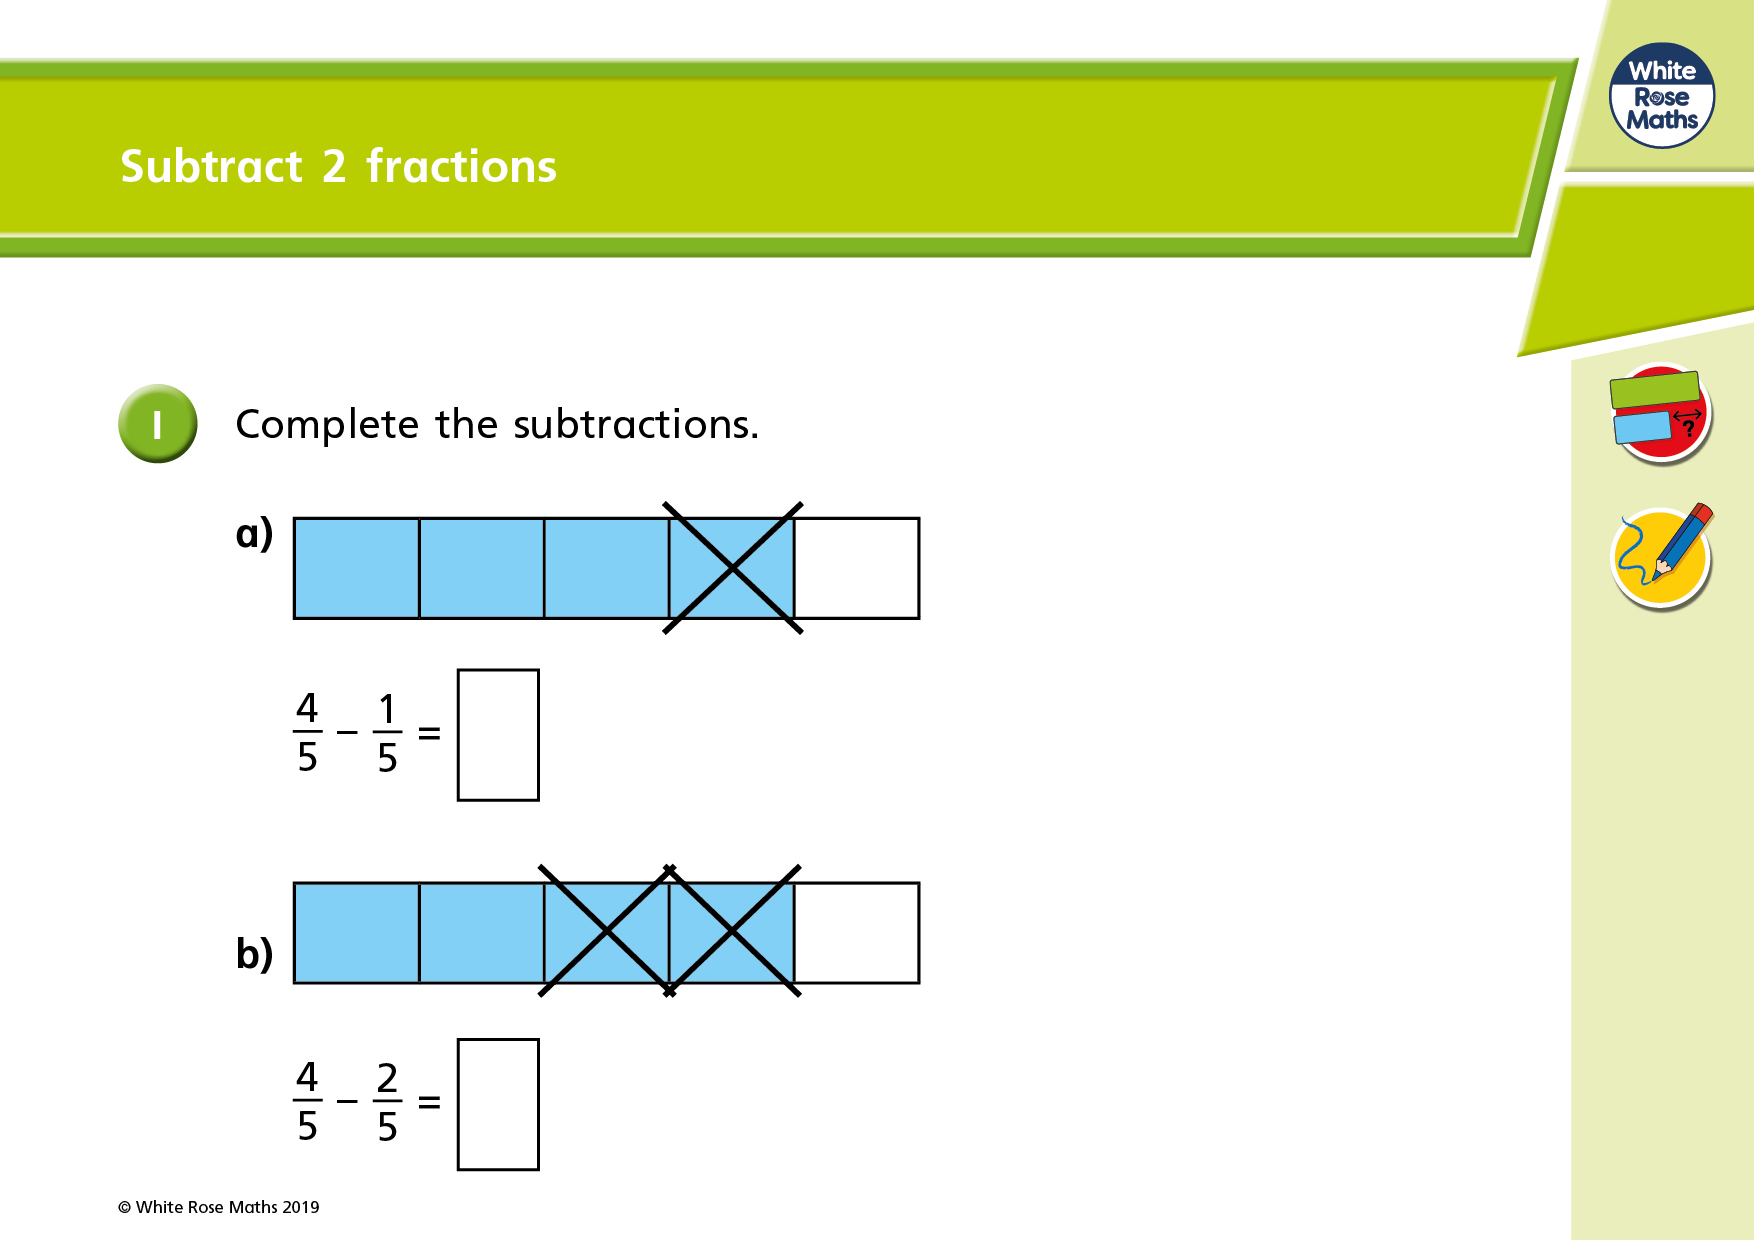 White
Rose
Maths
Subtract 2 fractions
?
1 Complete the subtractions.
a)
4/5 – 1/5 =
b)
4/5 – 2/5 =
© White Rose Maths 2019